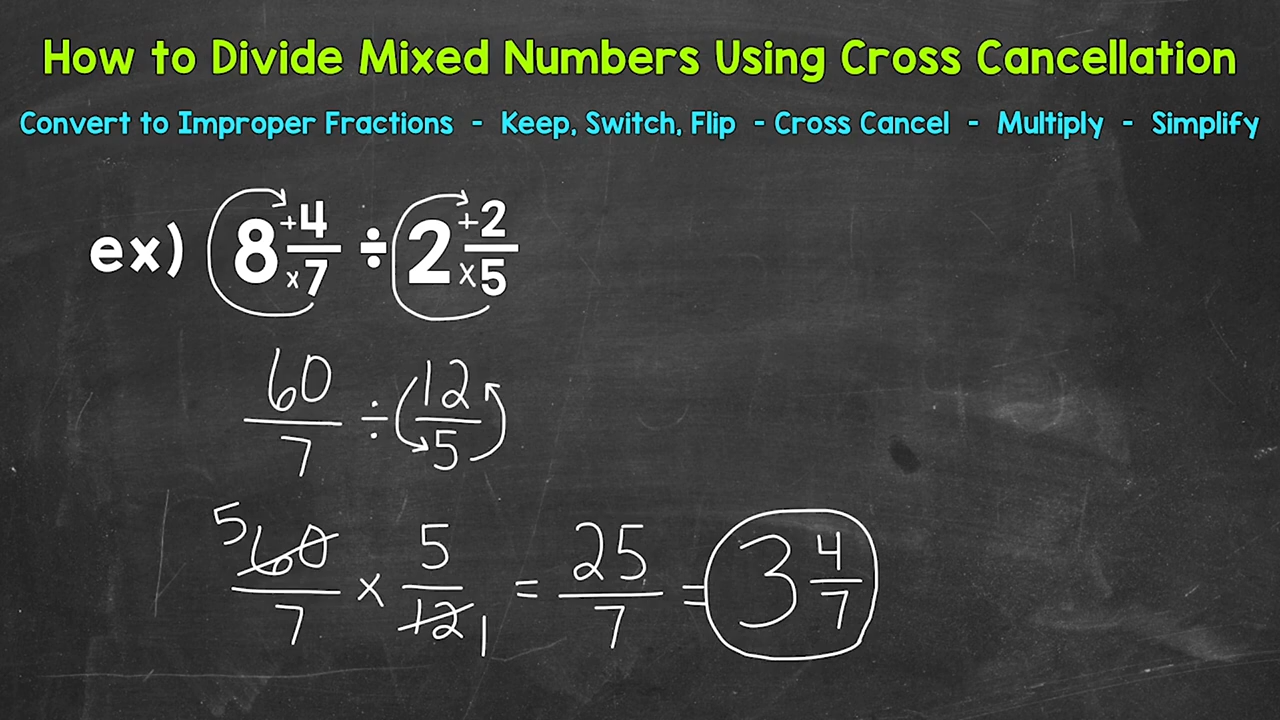 How to Divide Mixed Numbers Using Cross Cancellation
Convert to Improper Fractions - Keep, Switch, Flip - Cross Cancel - Multiply - Simplify
ex) 8 +4/×7 ÷ 2 +2/×5
60/7 ÷ 12/5
5 60/7 × 5/12 1 = 25/7 = 3 4/7